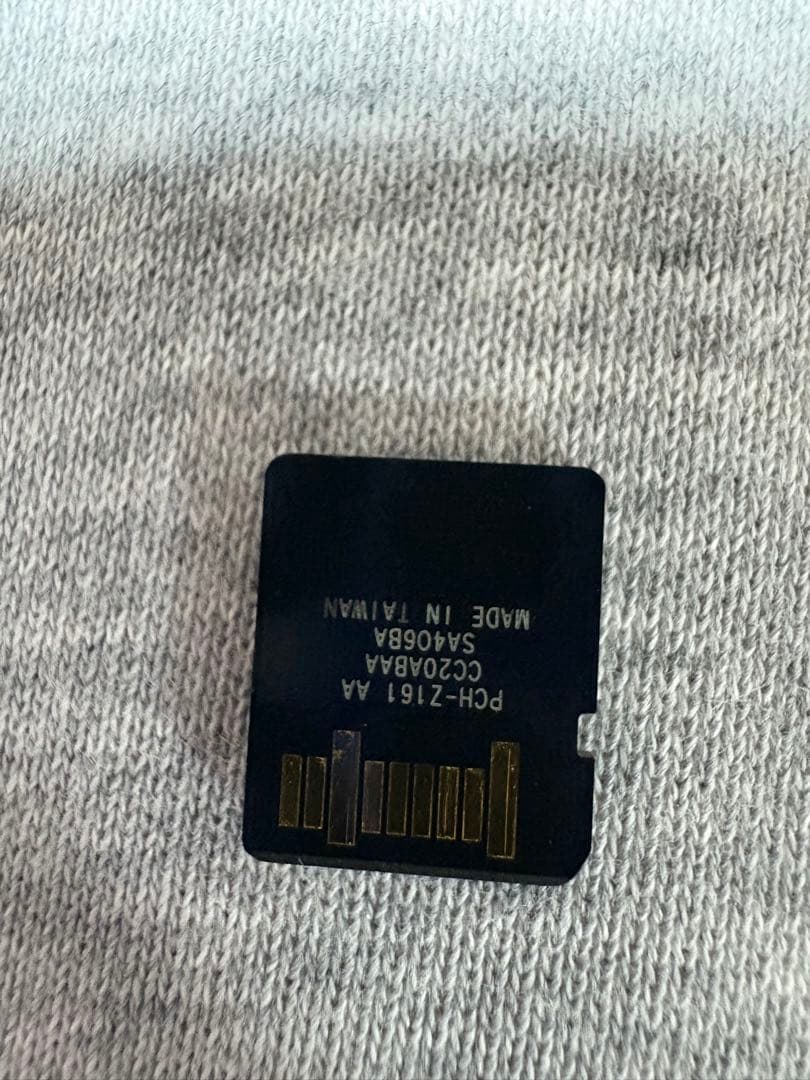 PCH-Z161 AA
CC20ABAA
SA406BA
MADE IN TAIWAN